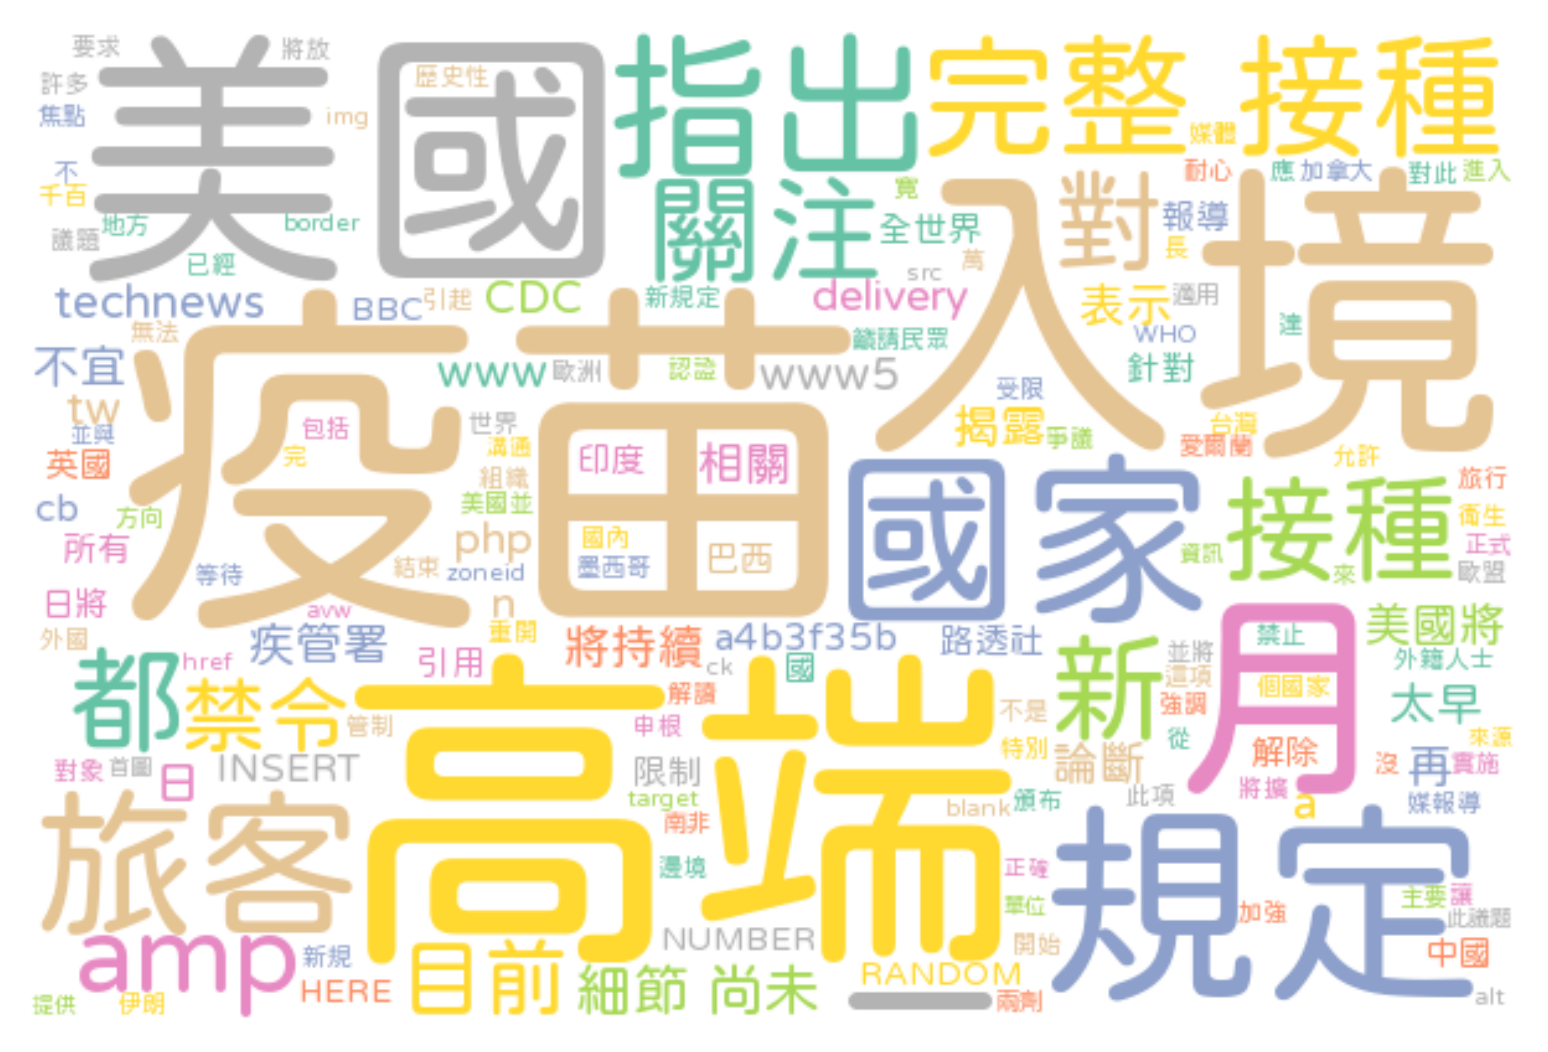 要求
將放
許多
焦點
img
美國
歷史性
指出
完整
接種
媒體
不
千百
議題
地方
border
已經
關注
寬
全世界
src
萬
耐心
應
加拿大
對此
進入
對
報導
長
入境
technews
BBC
引起
CDC
新規定
delivery
表示
適用
WHO
達
無法
籲請民眾
不宜
www
歐洲
認證
www5
針對
受限
tw
並與
疫苗
包括
完
世界
溝通
組織
美國並
印度
相關
國內
墨西哥
巴西
揭露
爭議
台灣
愛爾蘭
允許
旅行
英國
cb
方向
所有
php
國家
接種
衛生
正式
資訊
來
歐盟
等待
結束
zoneid
日將
avw
n
重開
外國
疾管署
引用
將持續
a4b3f35b
路透社
月
禁止
美國將
外籍人士
都
href
ck
國
新
並將
這項
個國家
禁令
管制
解讀
申根
不是
強調
太早
特別
從
解除
來源
對象
首圖
日
INSERT
高端
限制
target
論斷
沒
再
實施
此項
將擴
a
媒報導
blank
頒布
南非
旅客
邊境
正確
規定
單位
主要
讓
加強
此議題
amp
新規
NUMBER
開始
中國
HERE
目前
細節
尚未
RANDOM
一
兩劑
提供
伊朗
alt